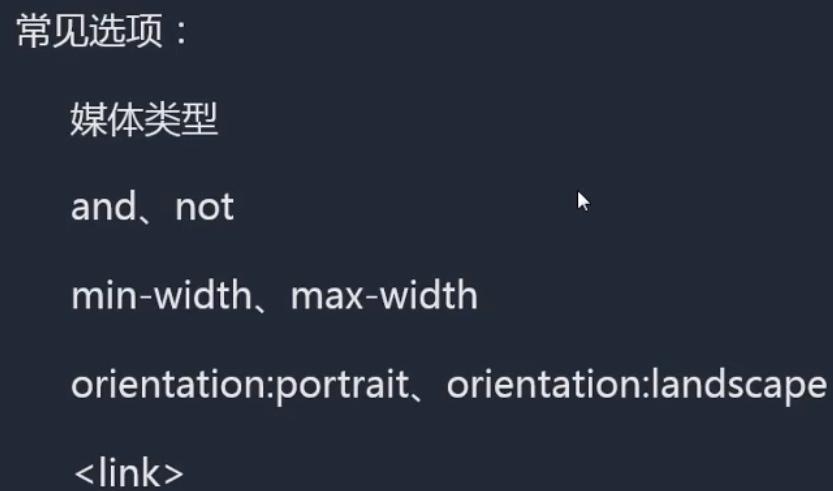 常见选项：
媒体类型
and、not
min-width、max-width
orientation:portrait、orientation:landscape
<link>